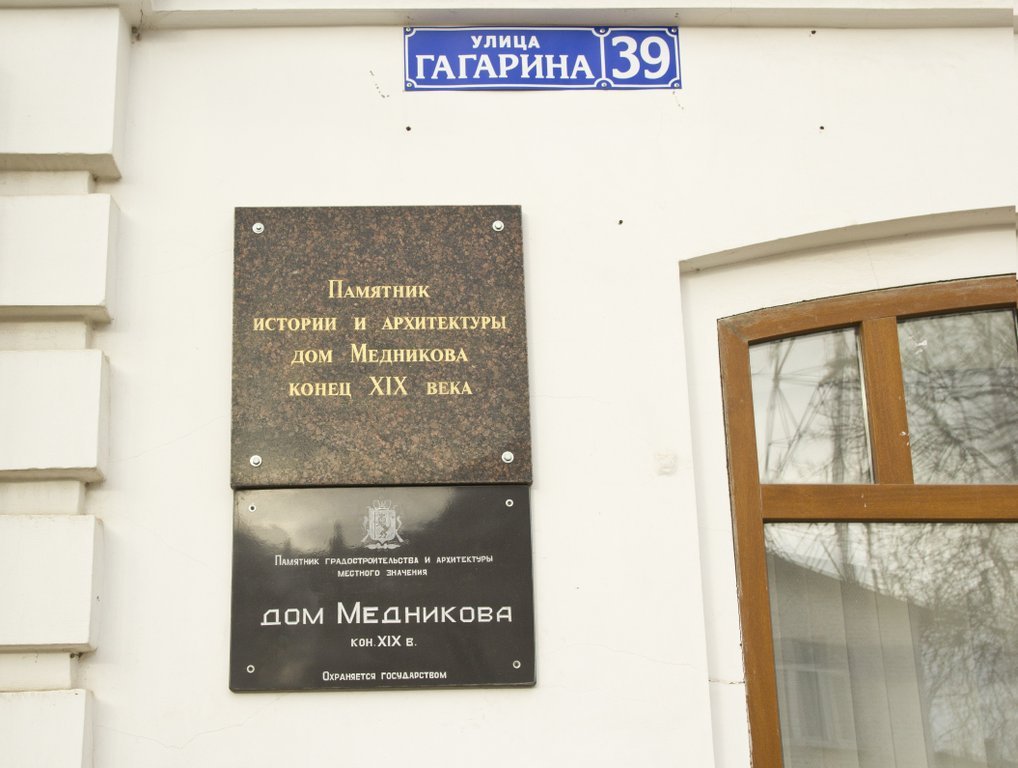 УЛИЦА
ГАГАРИНА 39
Памятник
истории и архитектуры
дом Медникова
конец XIX века
Памятник градостроительства и архитектуры
местного значения
дом Медникова
кон. XIX в.
Охраняется государством